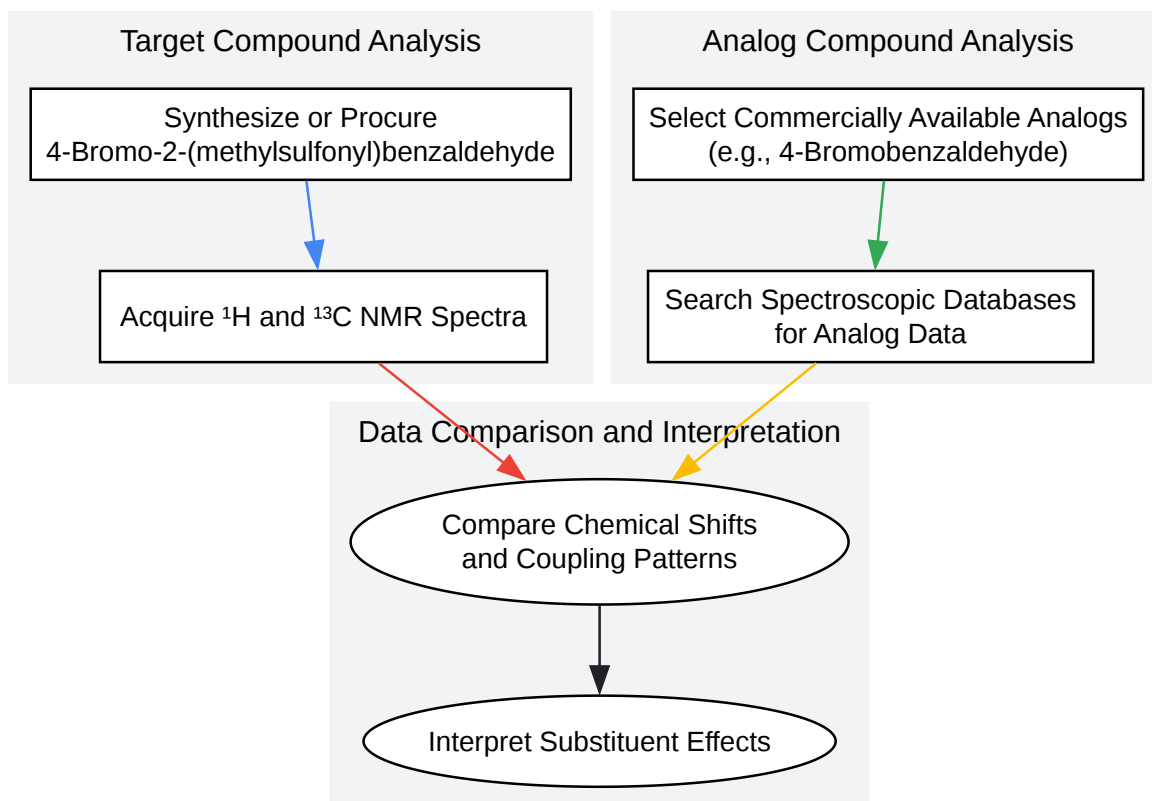 Target Compound Analysis
Synthesize or Procure
4-Bromo-2-(methylsulfonyl)benzaldehyde
Acquire ¹H and ¹³C NMR Spectra
Analog Compound Analysis
Select Commercially Available Analogs
(e.g., 4-Bromobenzaldehyde)
Search Spectroscopic Databases
for Analog Data
Data Comparison and Interpretation
Compare Chemical Shifts
and Coupling Patterns
Interpret Substituent Effects